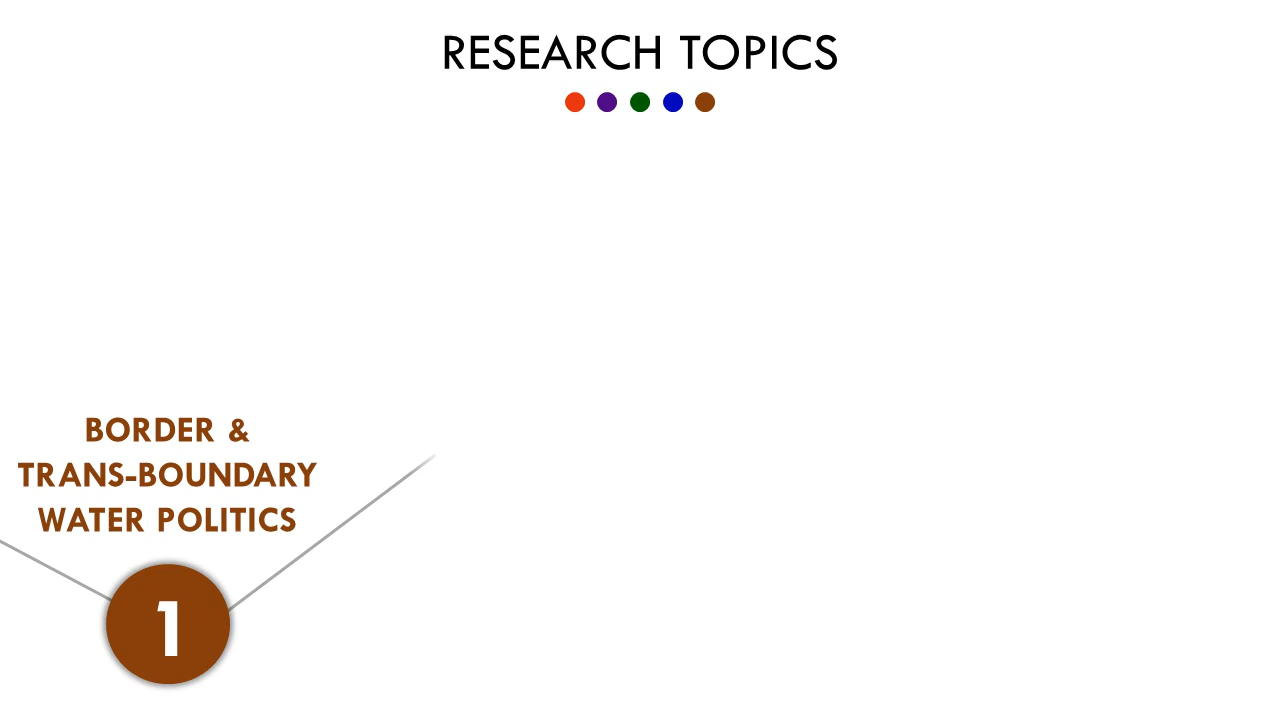 RESEARCH TOPICS
BORDER &
TRANS-BOUNDARY
WATER POLITICS
1